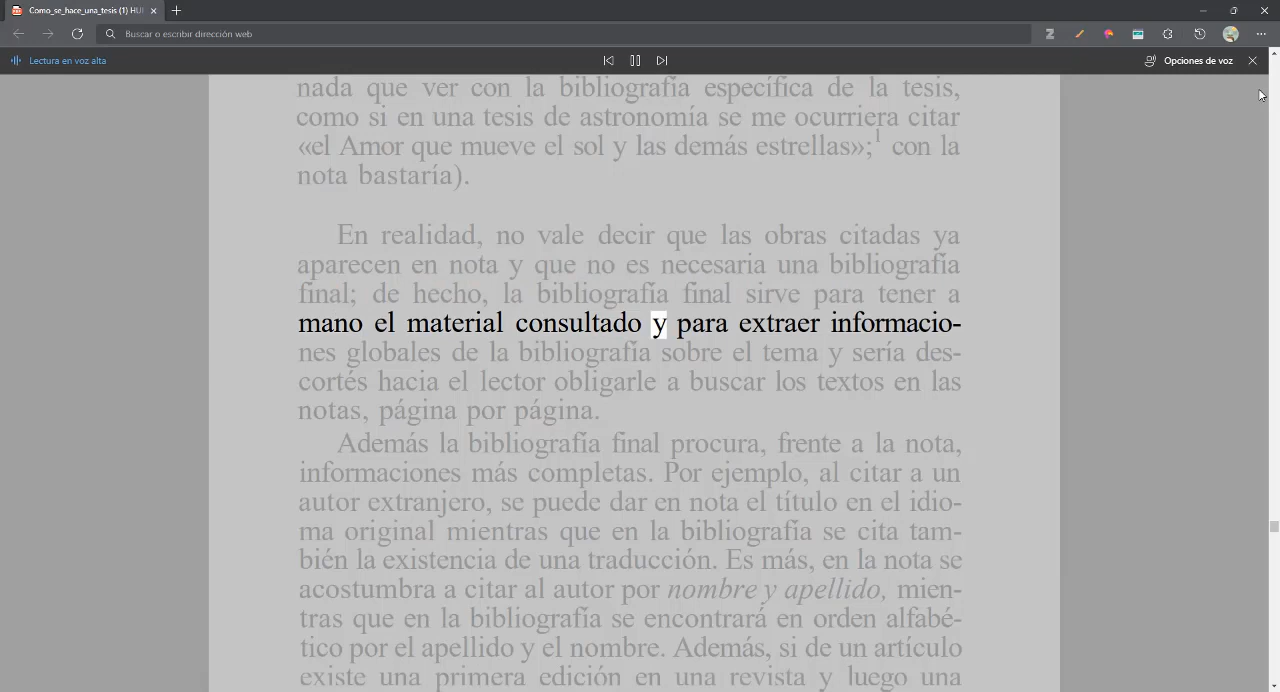 Como_se_hace_una_tesis (1) HUI
Buscar o escribir dirección web
Lectura en voz alta
Opciones de voz
nada que ver con la bibliografía específica de la tesis,
como si en una tesis de astronomía se me ocurriera citar
«el Amor que mueve el sol y las demás estrellas»;1 con la
nota bastaría).
En realidad, no vale decir que las obras citadas ya
aparecen en nota y que no es necesaria una bibliografía
final; de hecho, la bibliografía final sirve para tener a
mano el material consultado y para extraer informacio-
nes globales de la bibliografía sobre el tema y sería des-
cortés hacia el lector obligarle a buscar los textos en las
notas, página por página.
Además la bibliografía final procura, frente a la nota,
informaciones más completas. Por ejemplo, al citar a un
autor extranjero, se puede dar en nota el título en el idio-
ma original mientras que en la bibliografía se cita tam-
bién la existencia de una traducción. Es más, en la nota se
acostumbra a citar al autor por nombre y apellido, mien-
tras que en la bibliografía se encontrará en orden alfabé-
tico por el apellido y el nombre. Además, si de un artículo
existe una primera edición en una revista y luego una